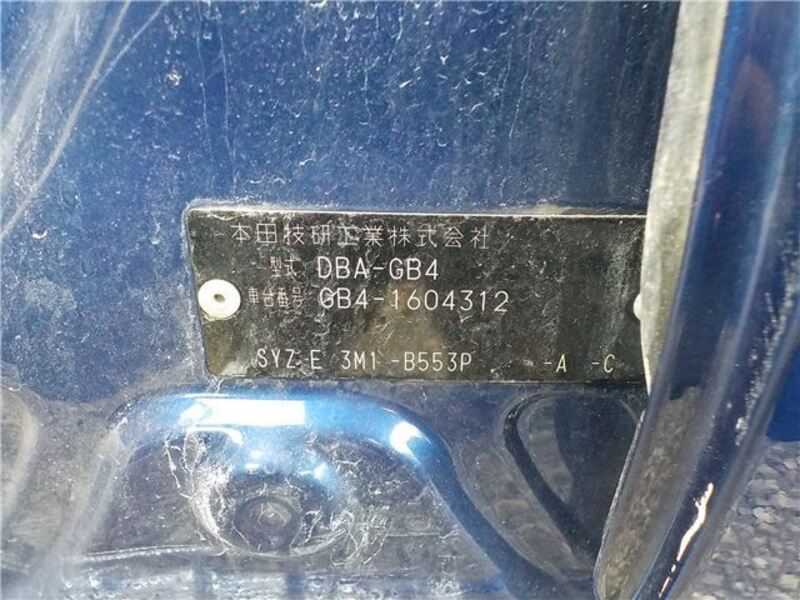 本田技研工業株式会社
型式 DBA-GB4
車台番号 GB4-1604312
SYZ-E 3M1 -B553P -A -C